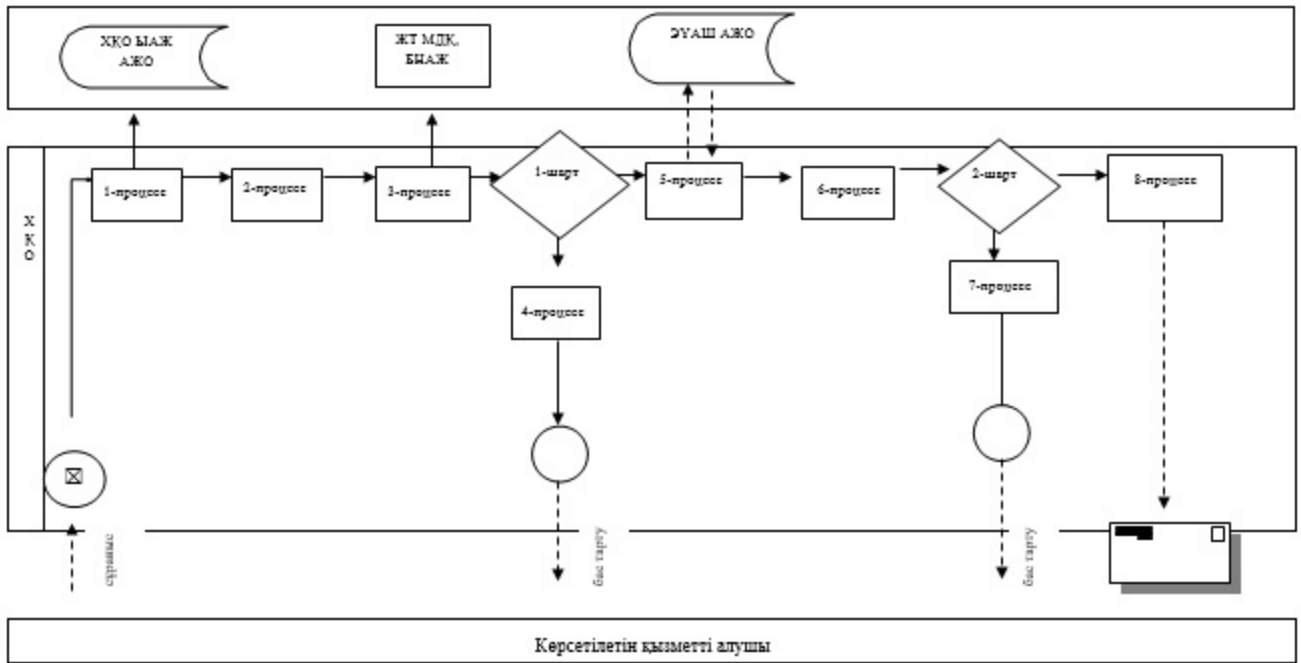 ХҚО ЫАЖ
АЖО
ЖТ МДҚ,
БНАЖ
ЭҮАШ АЖО
Х
Қ
О
1-процесс
2-процесс
3-процесс
1-шарт
5-процесс
6-процесс
2-шарт
8-процесс
4-процесс
7-процесс
сұраныс
бас тарту
бас тарту
Көрсетілетін қызметті алушы